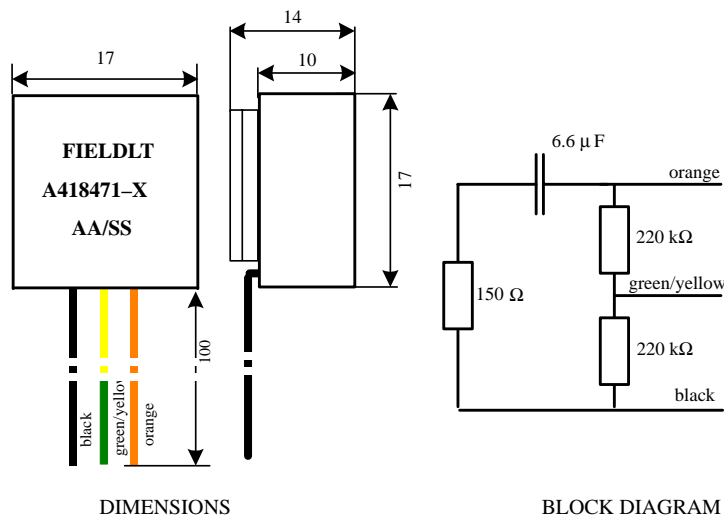 14
17
10
FIELDLT
A418471–X
AA/SS
17
100
black
green/yellow
orange
6.6 µ F
orange
220 kΩ
green/yellow
150 Ω
220 kΩ
black
DIMENSIONS
BLOCK DIAGRAM